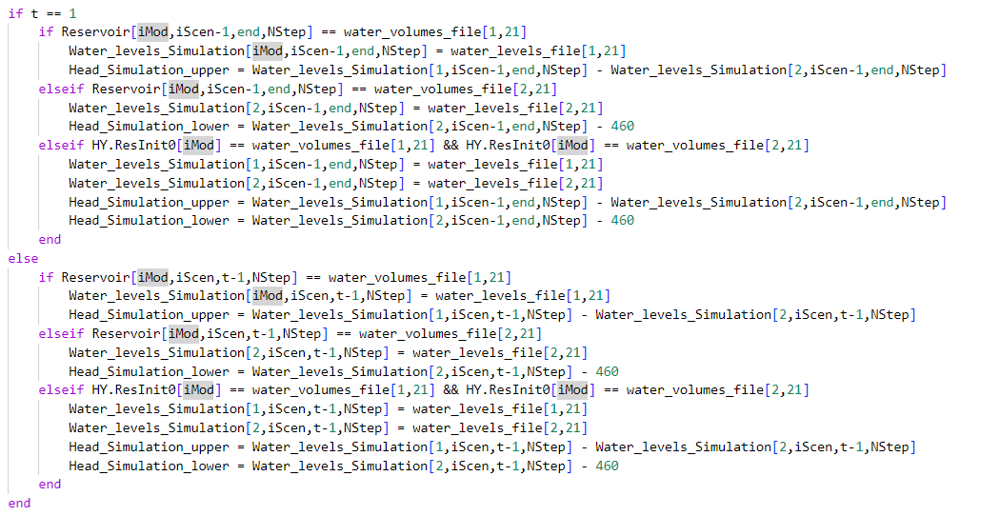 if t == 1
    if Reservoir[iMod,iScen-1,end,NStep] == water_volumes_file[1,21]
        Water_levels_Simulation[iMod,iScen-1,end,NStep] = water_levels_file[1,21]
        Head_Simulation_upper = Water_levels_Simulation[1,iScen-1,end,NStep] - Water_levels_Simulation[2,iScen-1,end,NStep]
    elseif Reservoir[iMod,iScen-1,end,NStep] == water_volumes_file[2,21]
        Water_levels_Simulation[2,iScen-1,end,NStep] = water_levels_file[2,21]
        Head_Simulation_lower = Water_levels_Simulation[2,iScen-1,end,NStep] - 460
    elseif HY.ResInit0[iMod] == water_volumes_file[1,21] && HY.ResInit0[iMod] == water_volumes_file[2,21]
        Water_levels_Simulation[1,iScen-1,end,NStep] = water_levels_file[1,21]
        Water_levels_Simulation[2,iScen-1,end,NStep] = water_levels_file[2,21]
        Head_Simulation_upper = Water_levels_Simulation[1,iScen-1,end,NStep] - Water_levels_Simulation[2,iScen-1,end,NStep]
        Head_Simulation_lower = Water_levels_Simulation[2,iScen-1,end,NStep] - 460
    end
else
    if Reservoir[iMod,iScen,t-1,NStep] == water_volumes_file[1,21]
        Water_levels_Simulation[iMod,iScen,t-1,NStep] = water_levels_file[1,21]
        Head_Simulation_upper = Water_levels_Simulation[1,iScen,t-1,NStep] - Water_levels_Simulation[2,iScen,t-1,NStep]
    elseif Reservoir[iMod,iScen,t-1,NStep] == water_volumes_file[2,21]
        Water_levels_Simulation[2,iScen,t-1,NStep] = water_levels_file[2,21]
        Head_Simulation_lower = Water_levels_Simulation[2,iScen,t-1,NStep] - 460
    elseif HY.ResInit0[iMod] == water_volumes_file[1,21] && HY.ResInit0[iMod] == water_volumes_file[2,21]
        Water_levels_Simulation[1,iScen,t-1,NStep] = water_levels_file[1,21]
        Water_levels_Simulation[2,iScen,t-1,NStep] = water_levels_file[2,21]
        Head_Simulation_upper = Water_levels_Simulation[1,iScen,t-1,NStep] - Water_levels_Simulation[2,iScen,t-1,NStep]
        Head_Simulation_lower = Water_levels_Simulation[2,iScen,t-1,NStep] - 460
    end
end